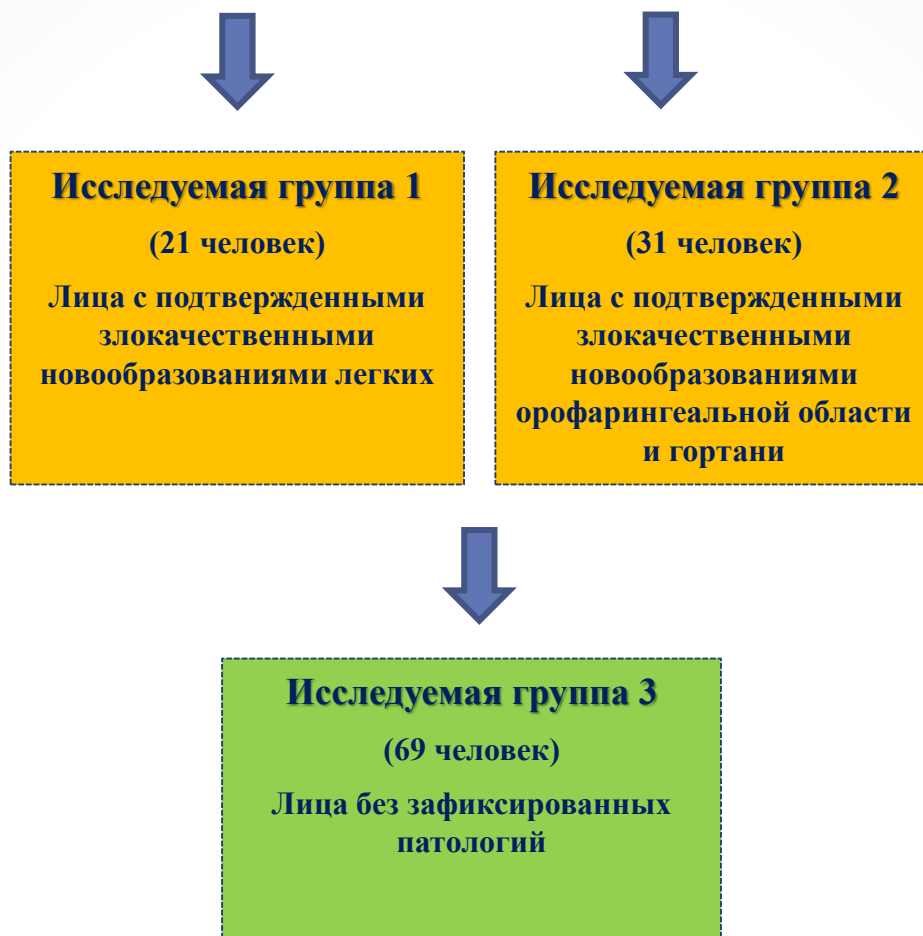 Исследуемая группа 1
(21 человек)
Лица с подтвержденными
злокачественными
новообразованиями легких
Исследуемая группа 2
(31 человек)
Лица с подтвержденными
злокачественными
новообразованиями
орофарингеальной области
и гортани
Исследуемая группа 3
(69 человек)
Лица без зафиксированных
патологий